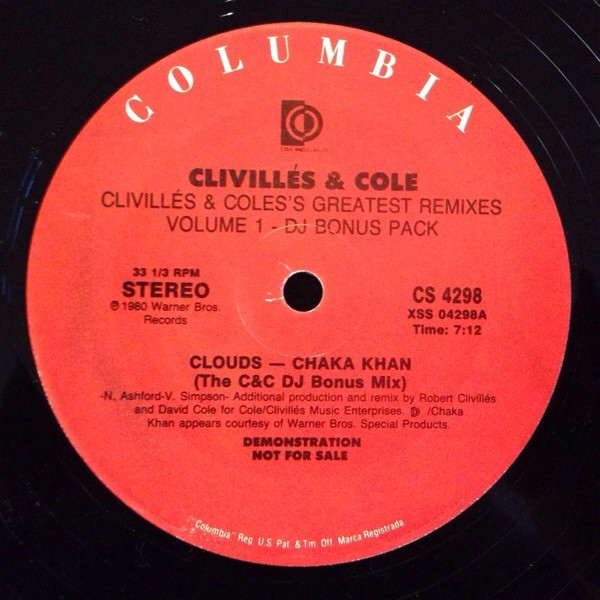 COLUMBIA
CLIVILLÉS & COLE
CLIVILLÉS & COLES'S GREATEST REMIXES
VOLUME 1 - DJ BONUS PACK
33 1/3 RPM
STEREO
℗ 1980 Warner Bros.
Records
CS 4298
XSS 04298A
Time: 7:12
CLOUDS — CHAKA KHAN
(The C&C DJ Bonus Mix)
-N. Ashford-V. Simpson- Additional production and remix by Robert Clivillés
and David Cole for Cole/Clivillés Music Enterprises. /Chaka
Khan appears courtesy of Warner Bros. Special Products.
DEMONSTRATION
NOT FOR SALE
"Columbia" Reg. U.S. Pat. & Tm. Off. Marca Registrada